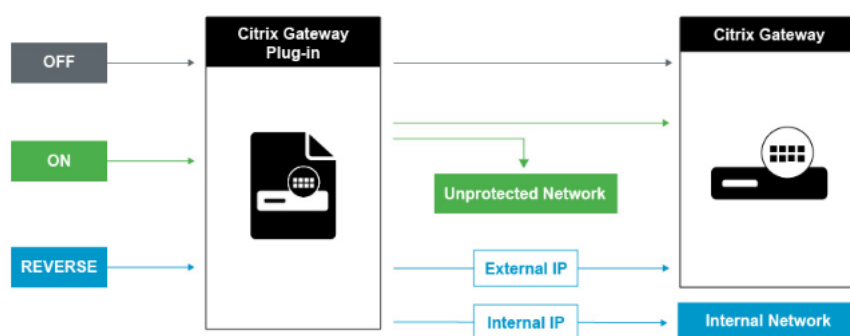 Citrix Gateway
Plug-in
Citrix Gateway
OFF
ON
Unprotected Network
REVERSE
External IP
Internal IP
Internal Network